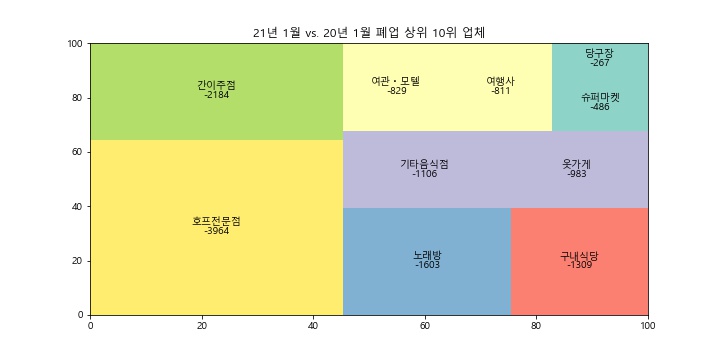 21년 1월 vs. 20년 1월 폐업 상위 10위 업체
100
80
60
40
20
0
간이주점
-2184
호프전문점
-3964
여관・모텔
-829
여행사
-811
당구장
-267
슈퍼마켓
-486
기타음식점
-1106
옷가게
-983
노래방
-1603
구내식당
-1309
0 20 40 60 80 100